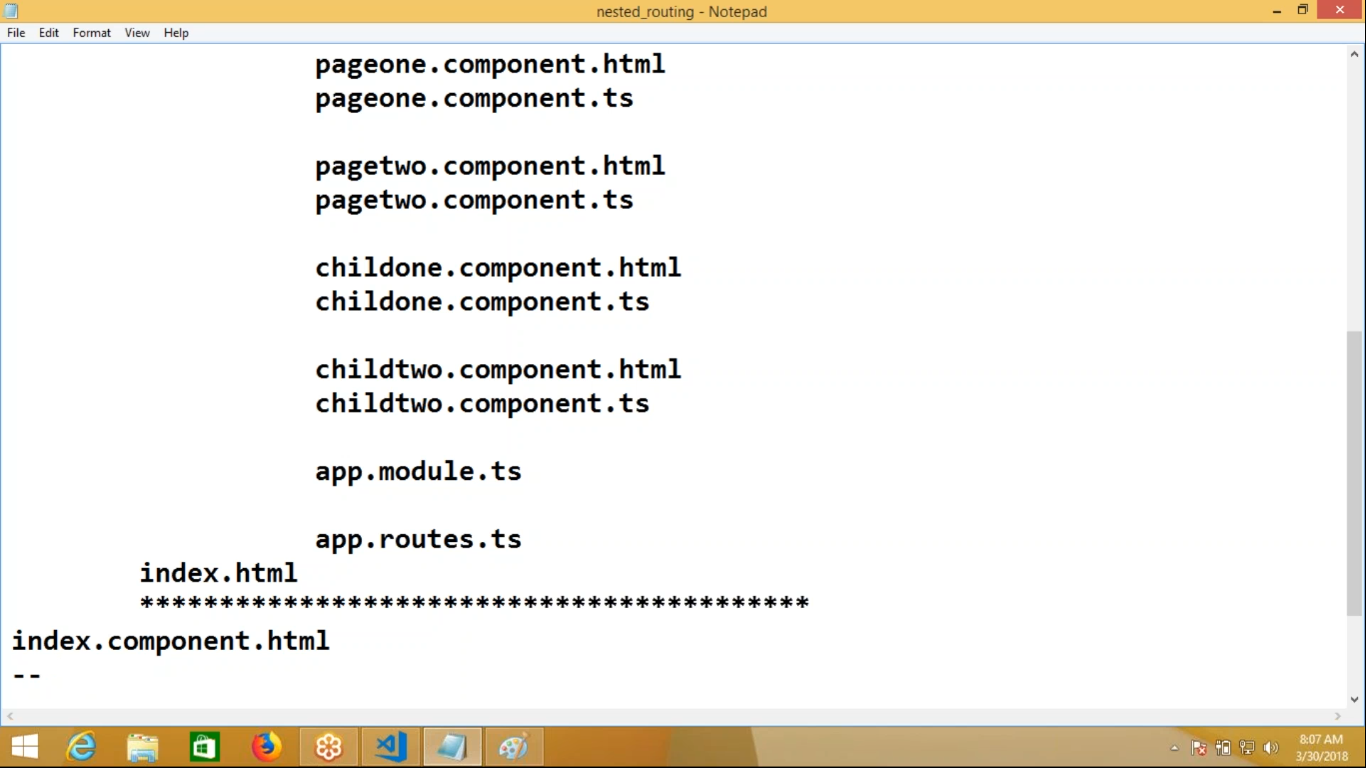 nested_routing - Notepad
File Edit Format View Help
pageone.component.html
pageone.component.ts
pagetwo.component.html
pagetwo.component.ts
childone.component.html
childone.component.ts
childtwo.component.html
childtwo.component.ts
app.module.ts
app.routes.ts
index.html
******************************************
index.component.html
--
8:07 AM
3/30/2018